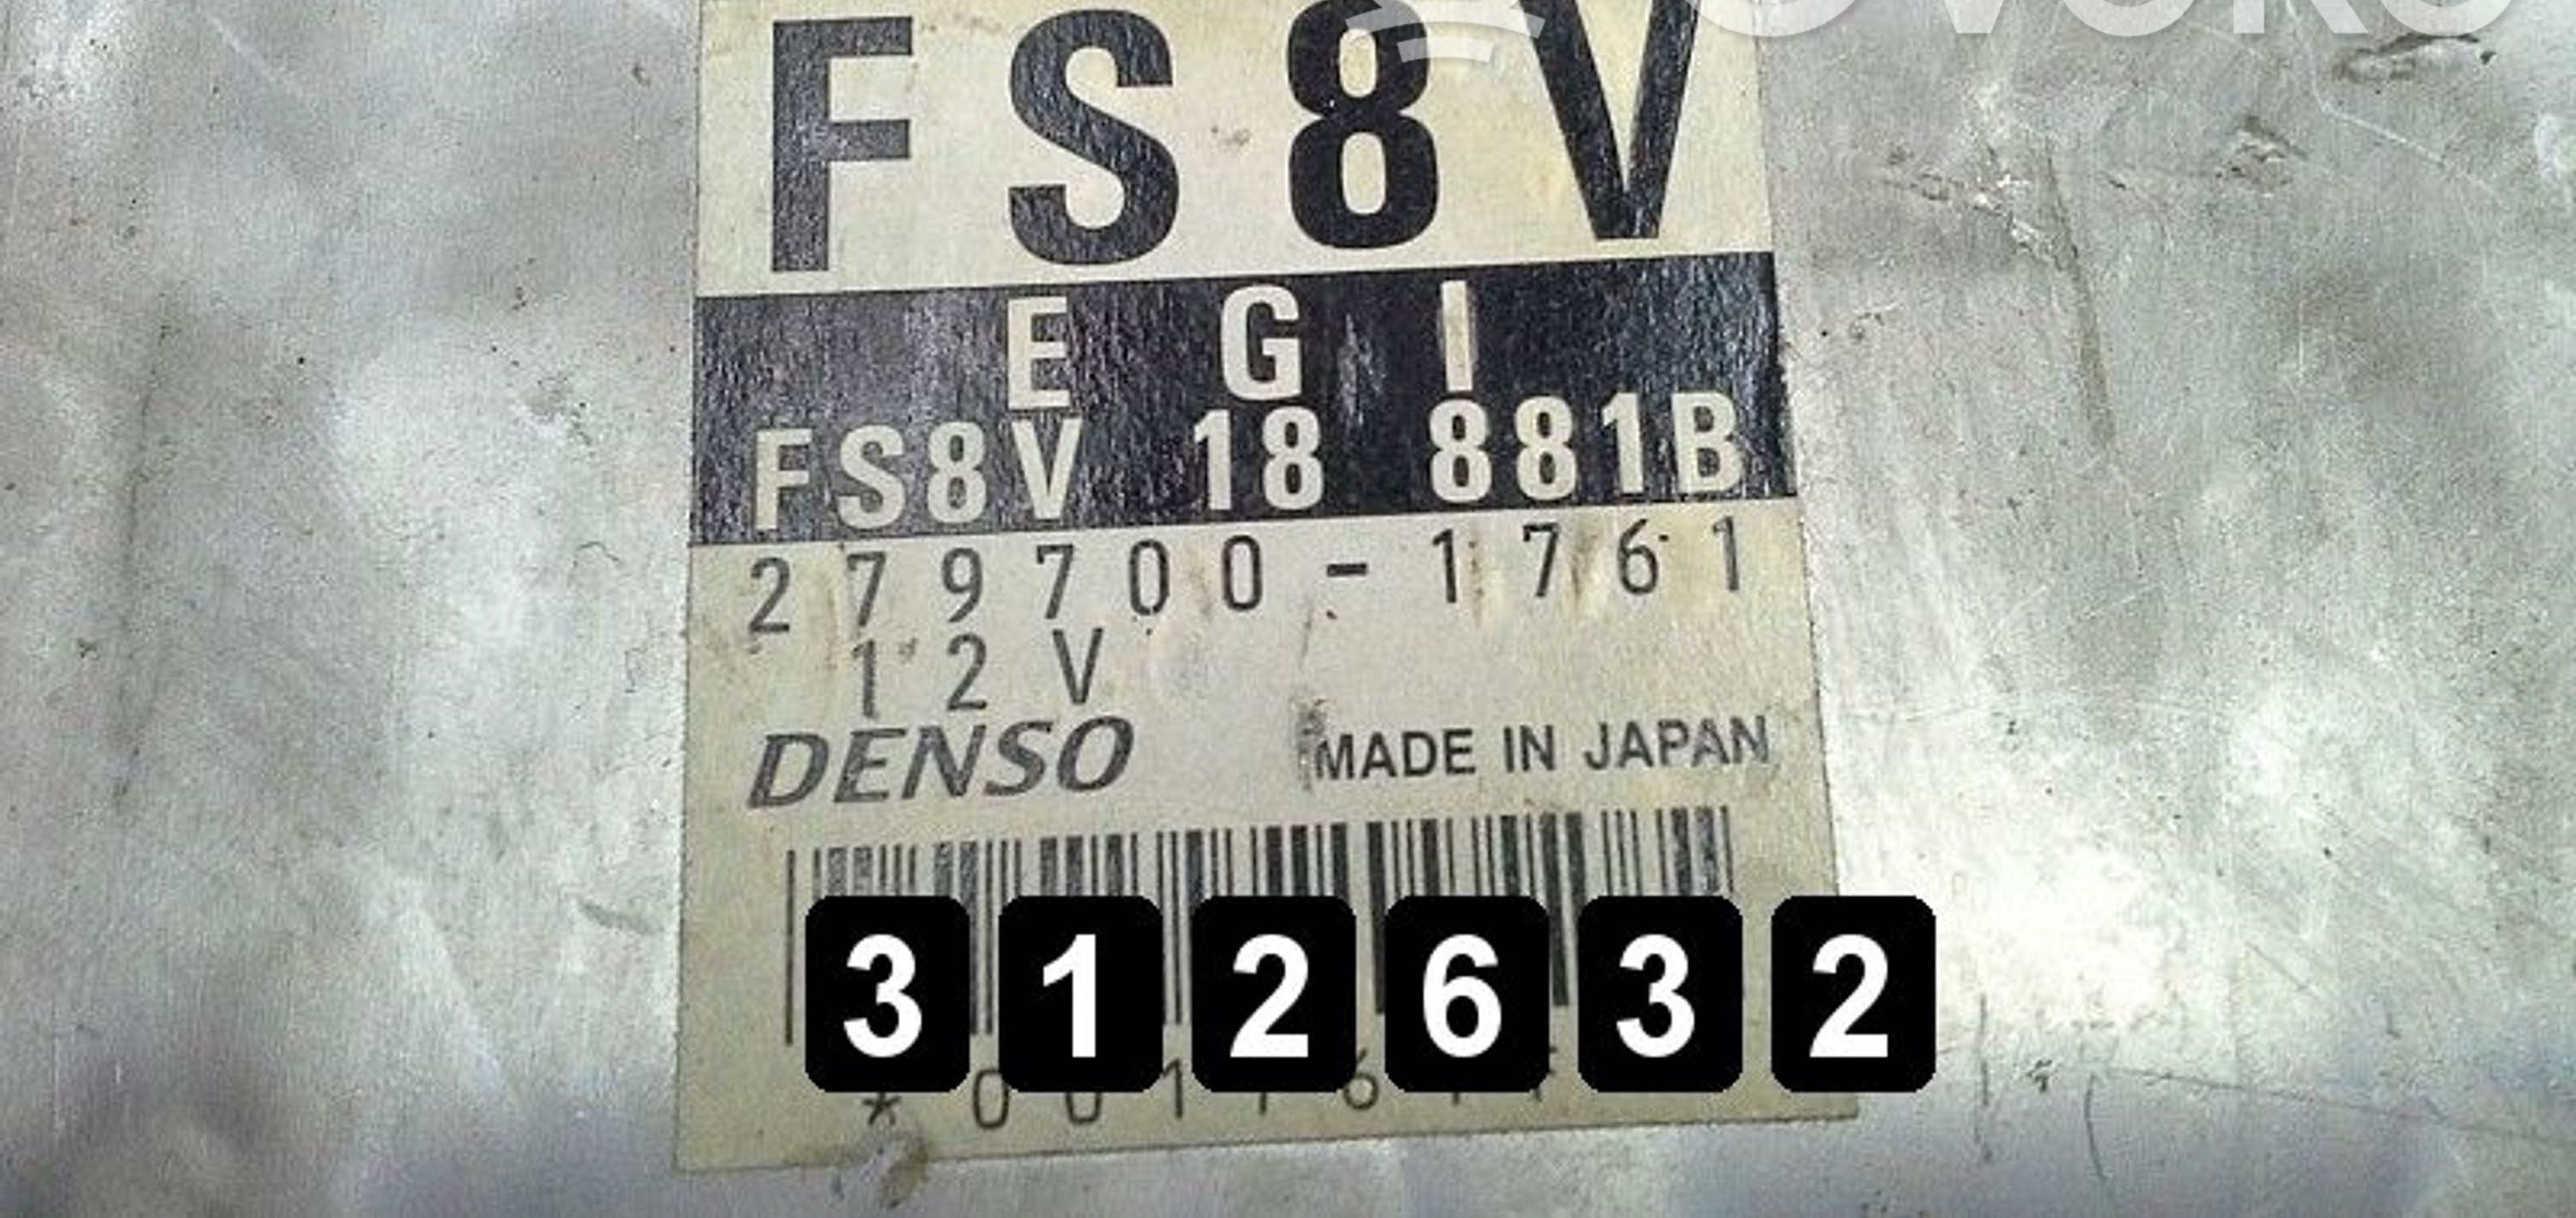 FS8V
EGI
FS8V 18 881B
279700-1761
12V
DENSO MADE IN JAPAN
312632